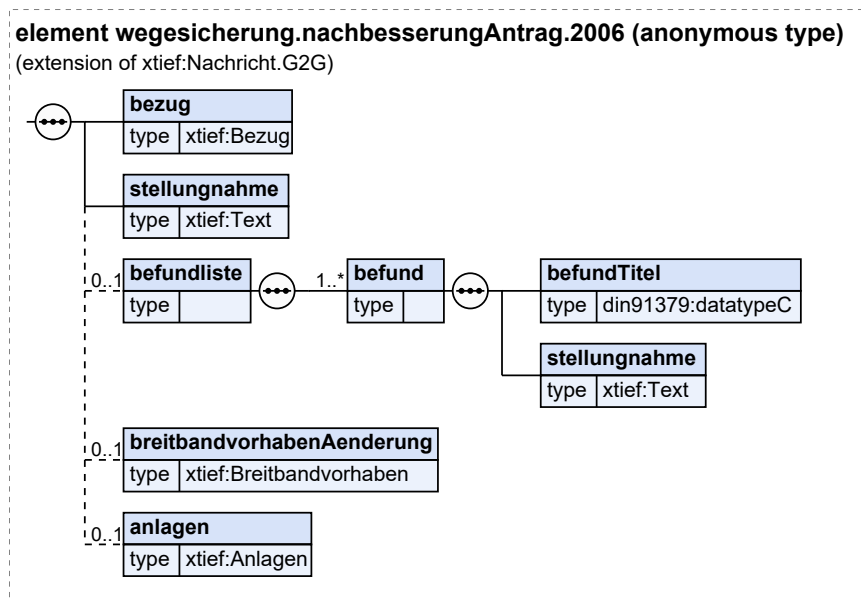 element wegesicherung.nachbesserungAntrag.2006 (anonymous type)
(extension of xtief:Nachricht.G2G)
bezug
type xtief:Bezug
stellungnahme
type xtief:Text
0..1 befundliste 1..* befund befundTitel
type type type din91379:datatypeC
stellungnahme
type xtief:Text
0..1 breitbandvorhabenAenderung
type xtief:Breitbandvorhaben
0..1 anlagen
type xtief:Anlagen